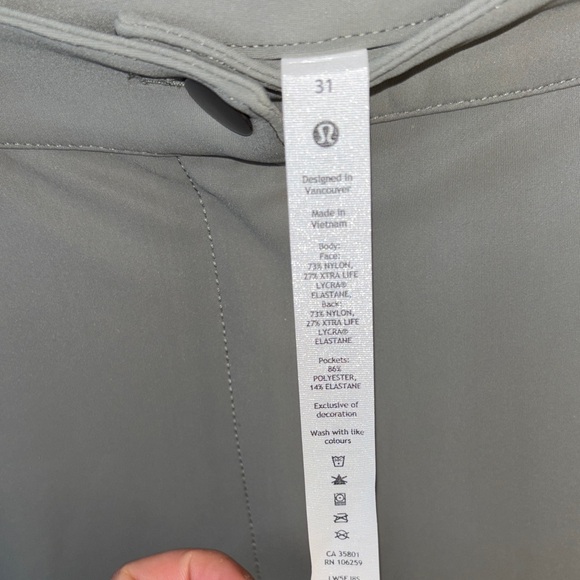 31
Designed in
Vancouver
Made in
Vietnam
Body:
Face:
73% NYLON,
27% XTRA LIFE
LYCRA®
ELASTANE,
Back:
73% NYLON,
27% XTRA LIFE
LYCRA®
ELASTANE
Pockets:
86%
POLYESTER,
14% ELASTANE
Exclusive of
decoration
Wash with like
colours
CA 35801
RN 106259